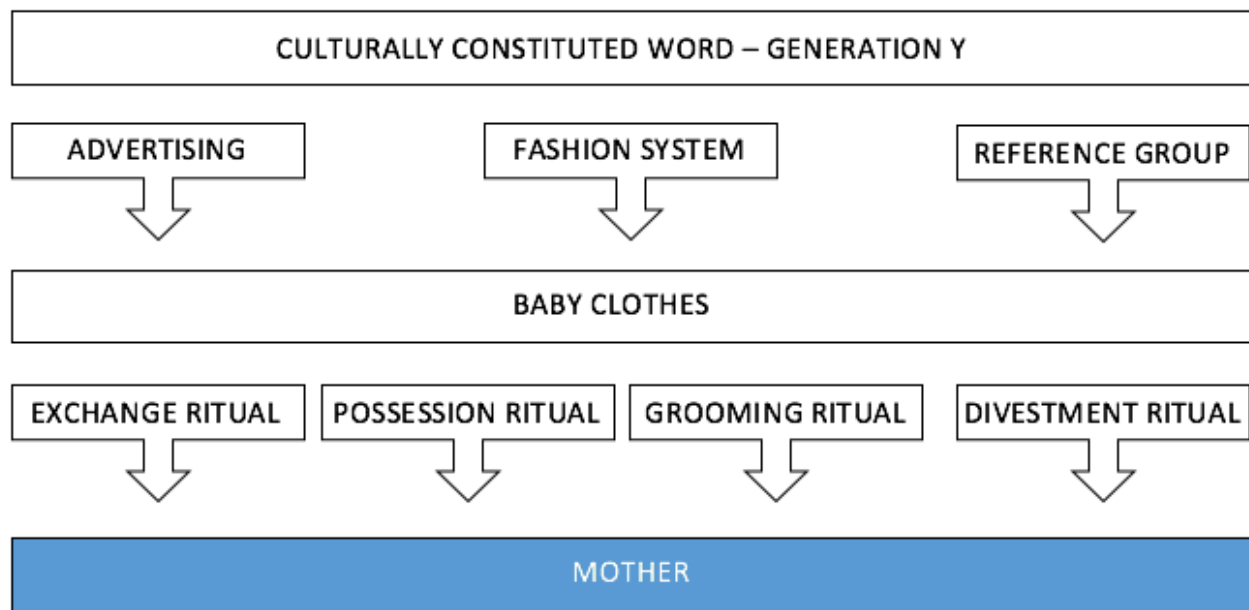 CULTURALLY CONSTITUTED WORD – GENERATION Y
ADVERTISING
FASHION SYSTEM
REFERENCE GROUP
BABY CLOTHES
EXCHANGE RITUAL
POSSESSION RITUAL
GROOMING RITUAL
DIVESTMENT RITUAL
MOTHER